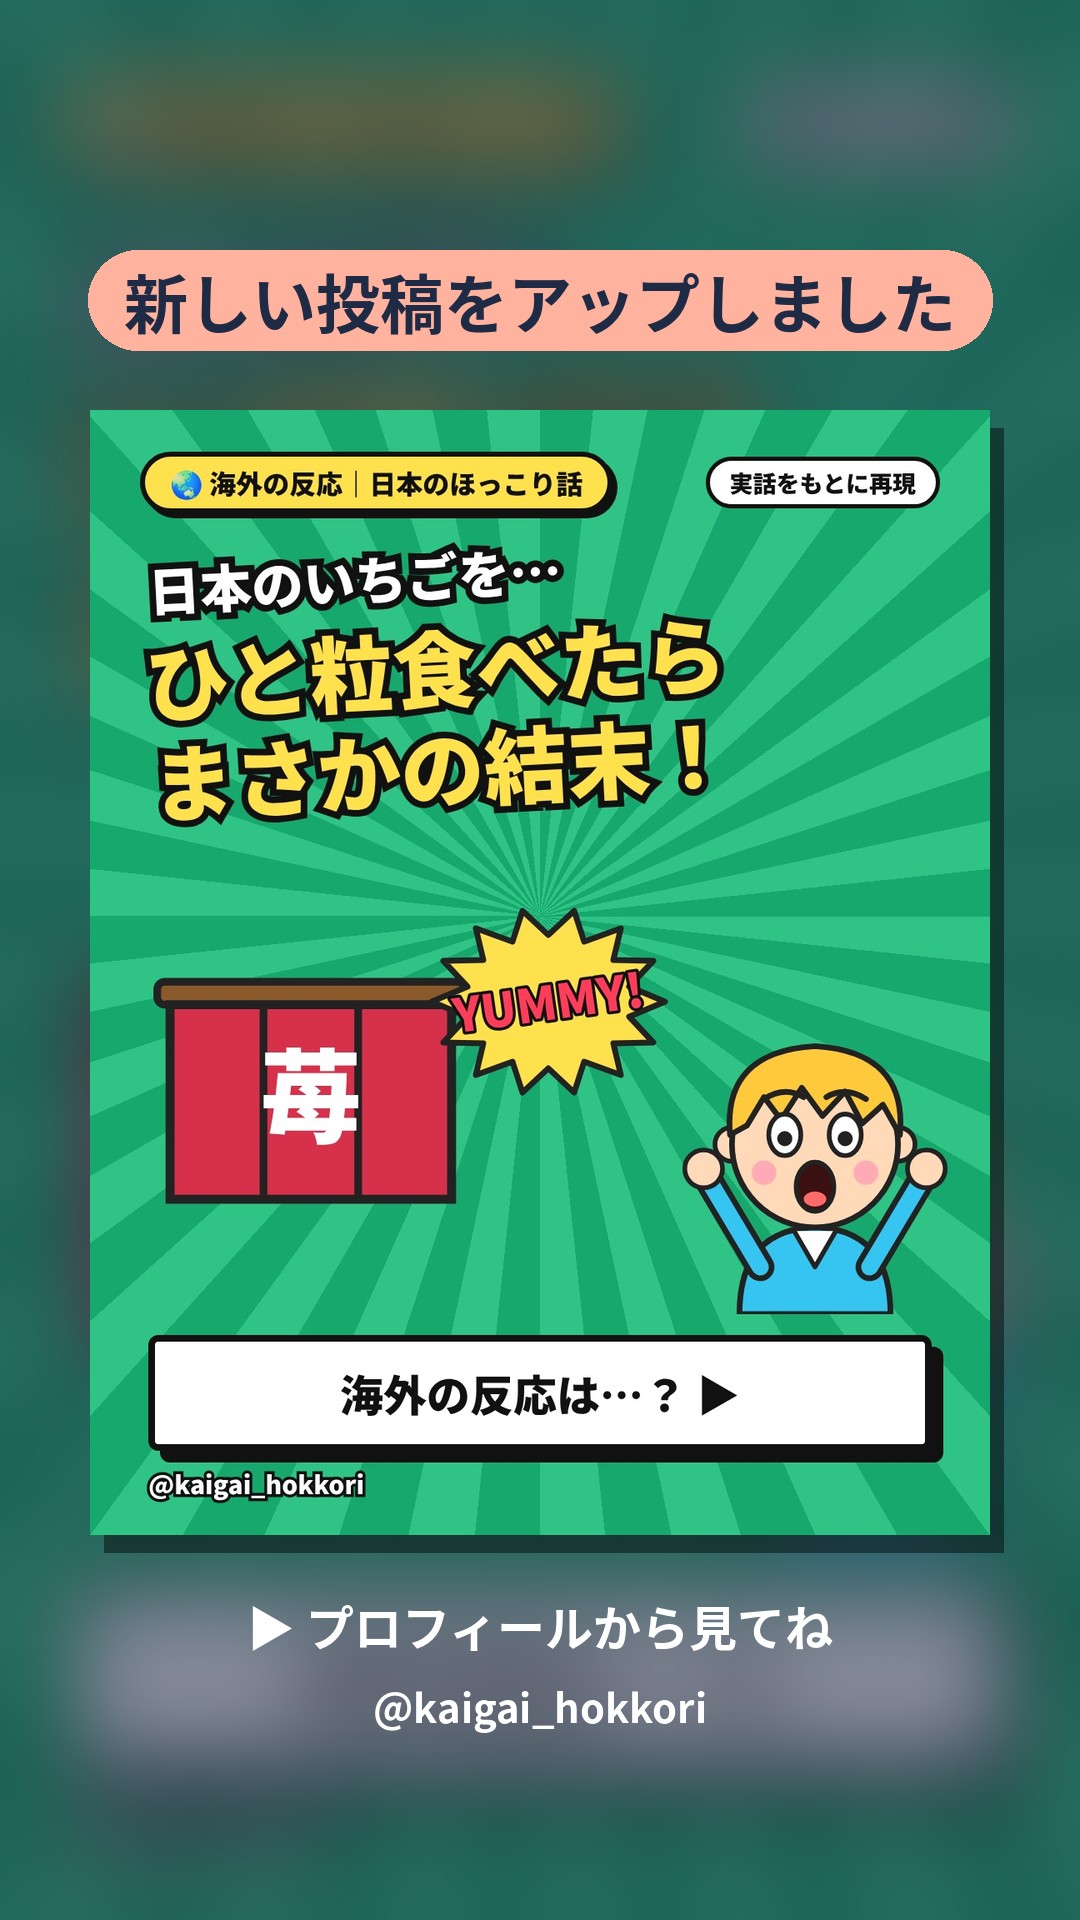 新しい投稿をアップしました
🌏 海外の反応｜日本のほっこり話
実話をもとに再現
日本のいちごを…
ひと粒食べたら
まさかの結末！
YUMMY!
苺
海外の反応は…？ ▶
@kaigai_hokkori
▶ プロフィールから見てね
@kaigai_hokkori